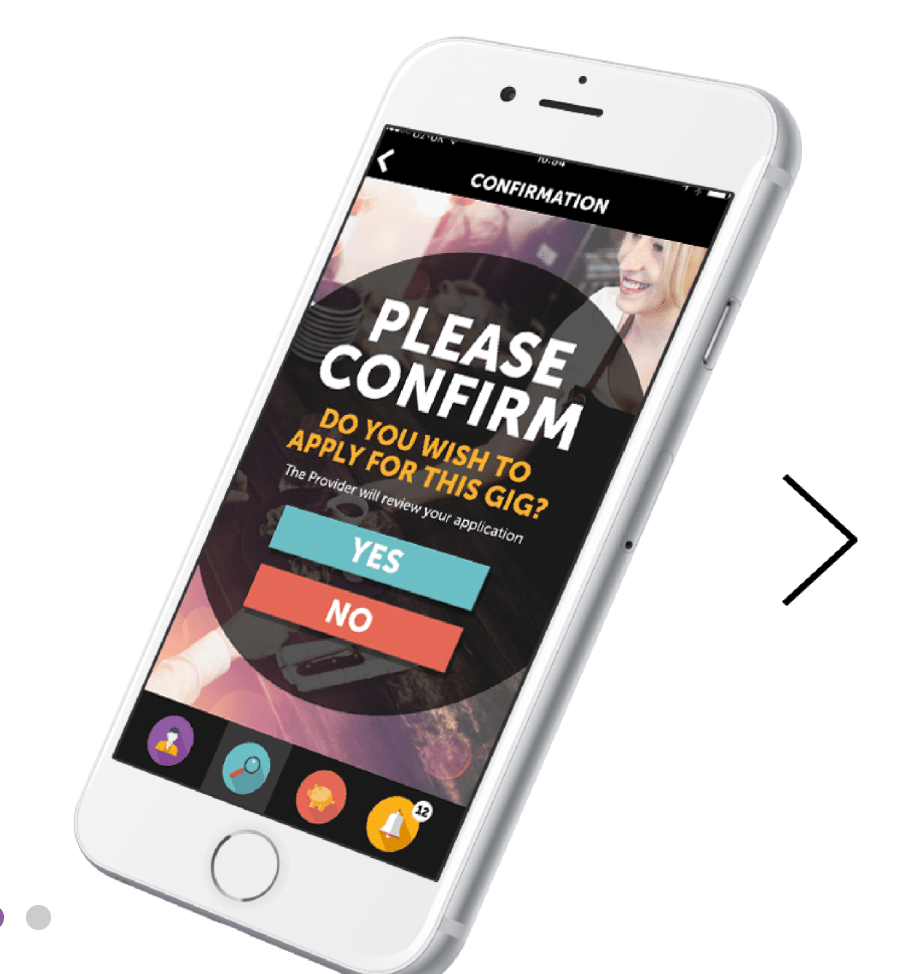 CONFIRMATION
PLEASE
CONFIRM
DO YOU WISH TO
APPLY FOR THIS GIG?
The Provider will review your application
YES
NO
12